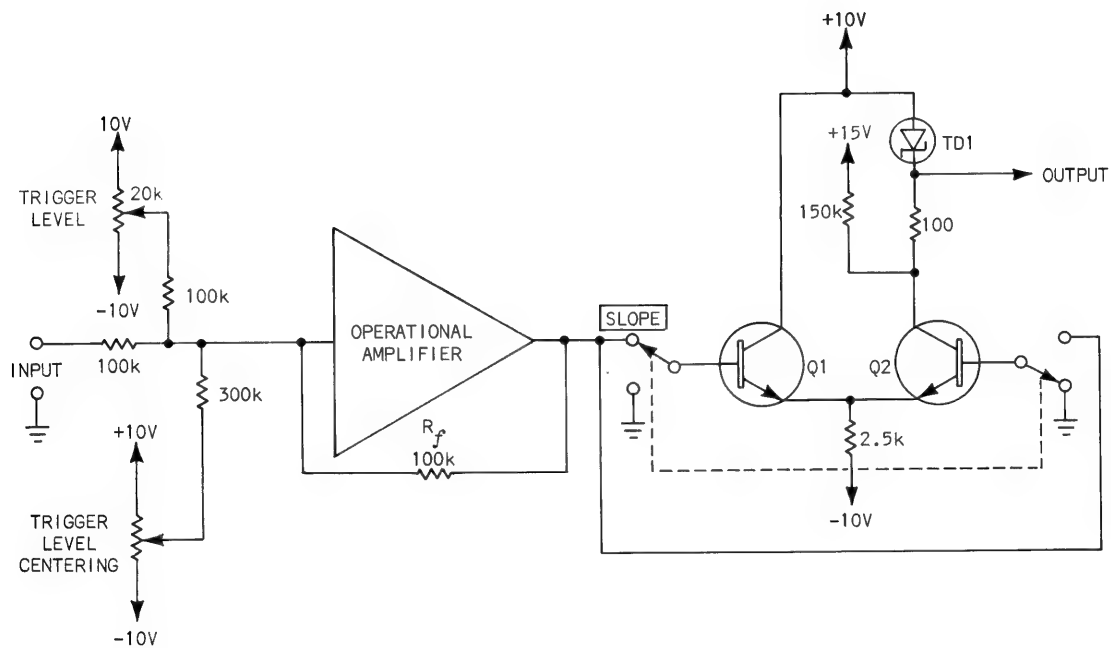 +10V
10V
+15V
TD1
20k
TRIGGER
LEVEL
OUTPUT
150k
100
-10V
100k
SLOPE
OPERATIONAL
AMPLIFIER
100k
INPUT
Q1
Q2
300k
+10V
Rf
100k
2.5k
-10V
TRIGGER
LEVEL
CENTERING
-10V